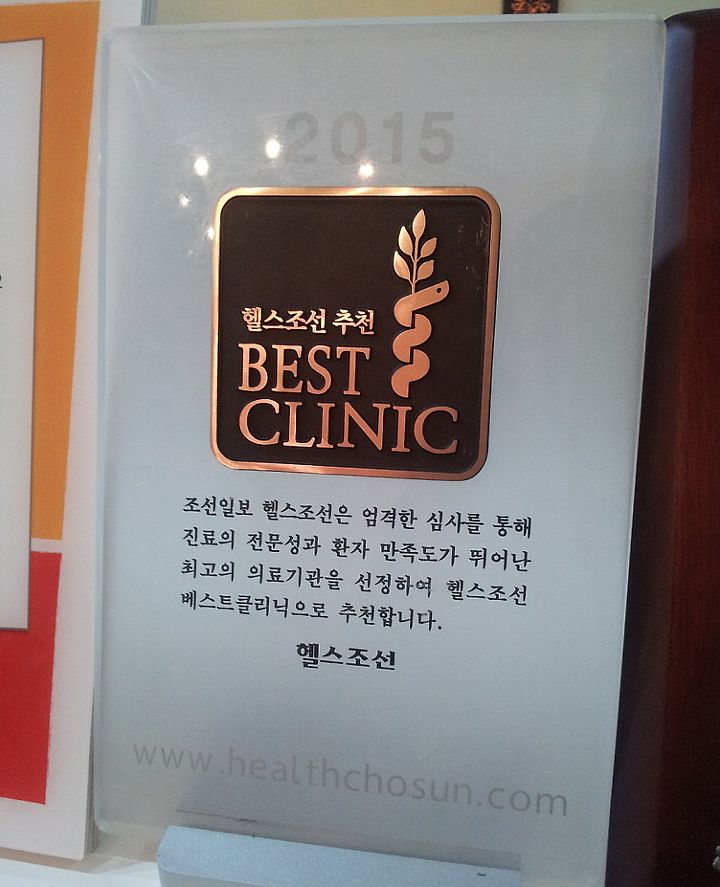 2015
헬스조선 추천
BEST
CLINIC
조선일보 헬스조선은 엄격한 심사를 통해
진료의 전문성과 환자 만족도가 뛰어난
최고의 의료기관을 선정하여 헬스조선
베스트클리닉으로 추천합니다.
헬스조선
www.healthchosun.com